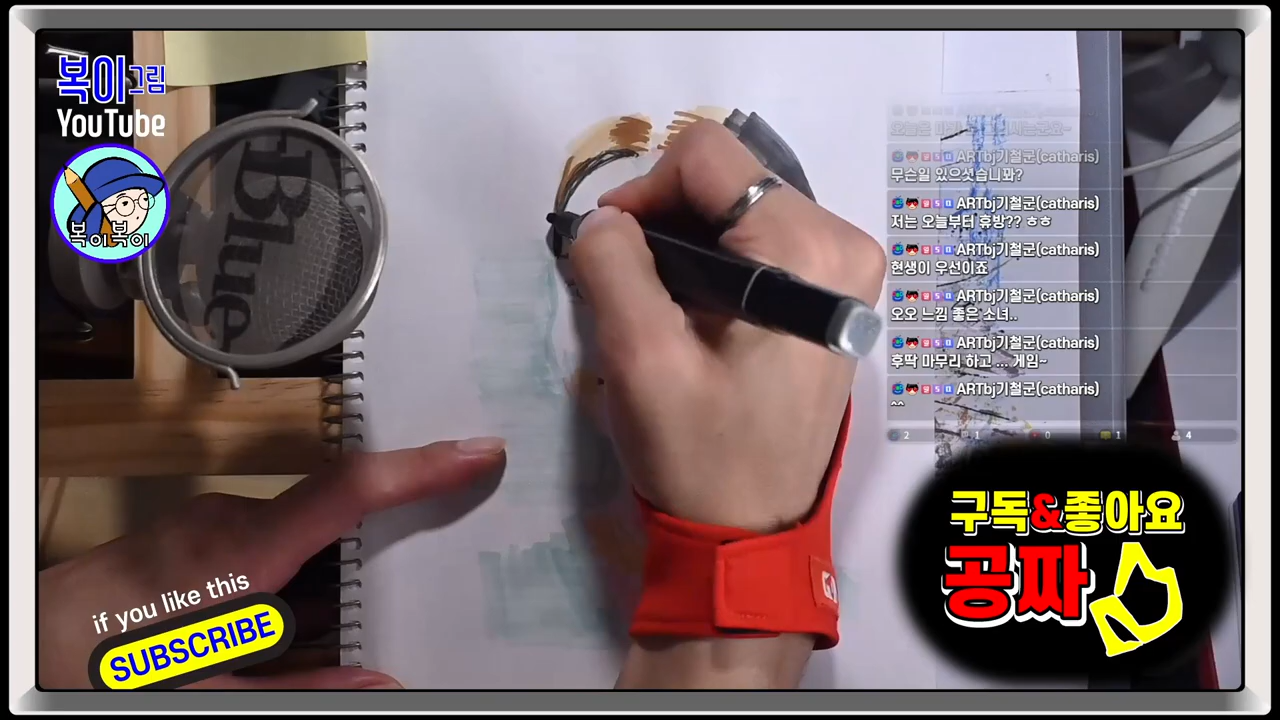 복이그림
YouTube
복이복이
Blue
ARTbj기철군(catharis)
무슨일 있으셧습니꽈?
ARTbj기철군(catharis)
저는 오늘부터 휴방?? ㅎㅎ
ARTbj기철군(catharis)
현생이 우선이죠
ARTbj기철군(catharis)
오오 느낌 좋은 소녀..
ARTbj기철군(catharis)
후딱 마무리 하고 ... 게임~
ARTbj기철군(catharis)
^^
2 1 0 1 4
구독&좋아요
공짜
if you like this
SUBSCRIBE